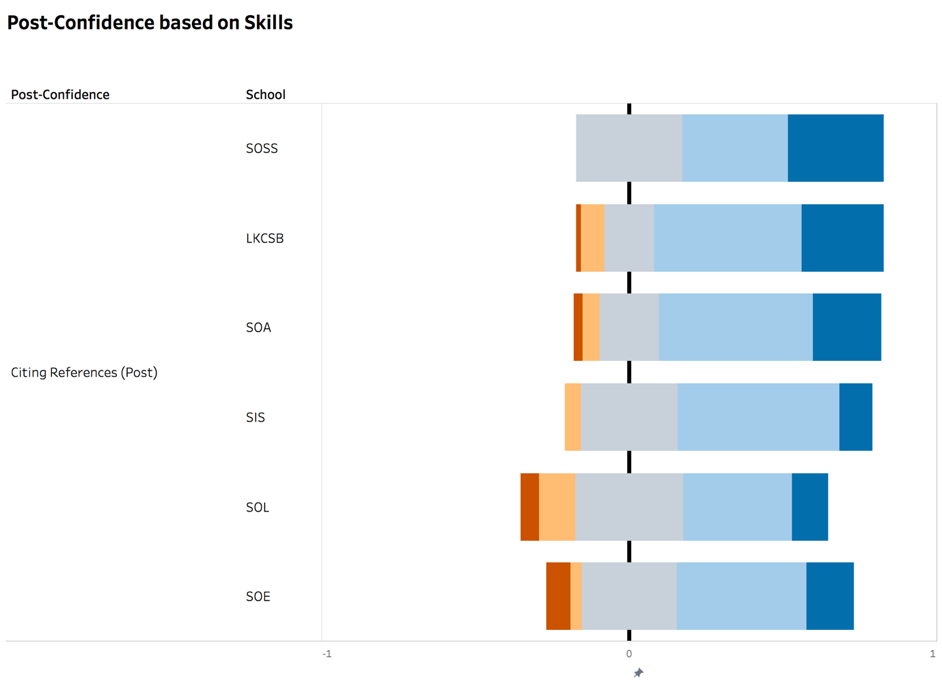 Post-Confidence based on Skills
Post-Confidence School
SOSS
LKCSB
SOA
Citing References (Post)
SIS
SOL
SOE
-1 0 1